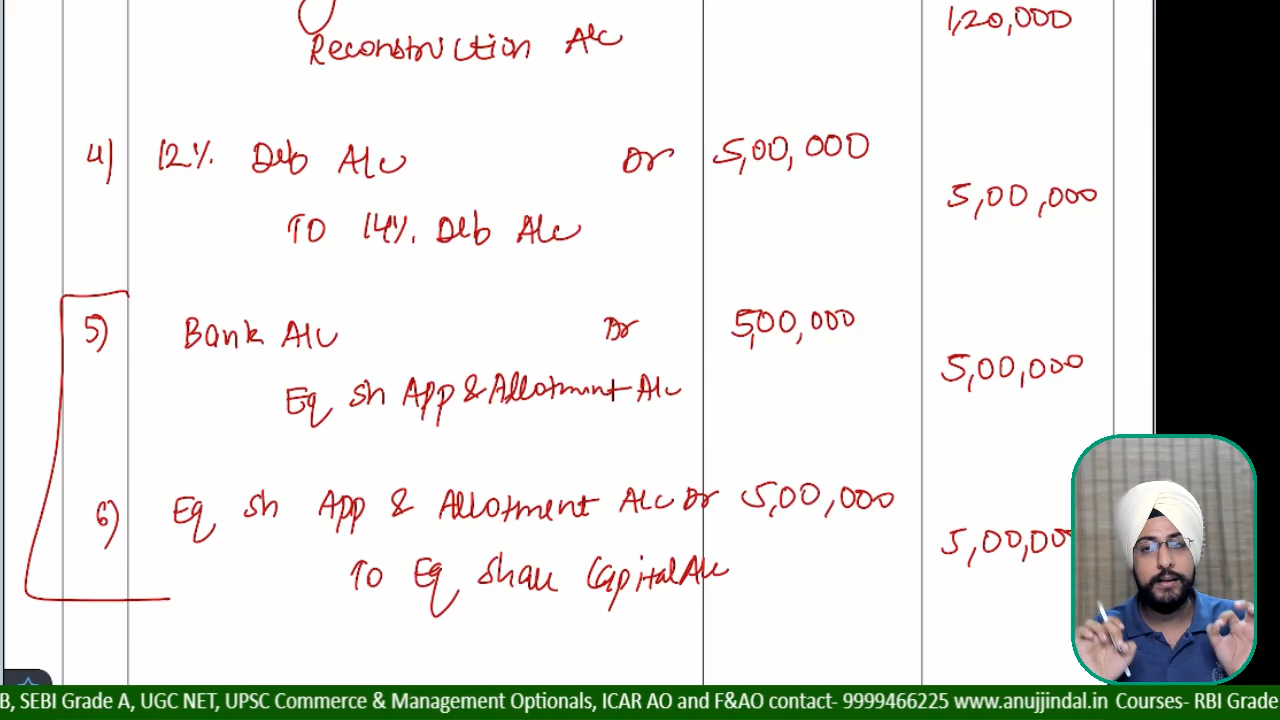 1,20,000
Reconstruction A/c
4) 12% Deb A/c Dr 5,00,000
5,00,000
To 14% Deb A/c
5) Bank A/c Dr 5,00,000
5,00,000
Eq Sh App & Allotment A/c
6) Eq Sh App & Allotment A/c Dr 5,00,000
5,00,000
To Eq Share Capital A/c
B, SEBI Grade A, UGC NET, UPSC Commerce & Management Optionals, ICAR AO and F&AO contact- 9999466225 www.anujjindal.in Courses- RBI Grade